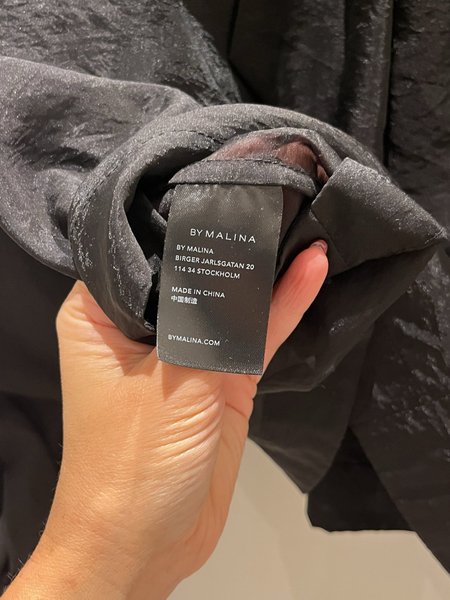 BY MALINA
BY MALINA
BIRGER JARLSGATAN 20
114 34 STOCKHOLM
MADE IN CHINA
中国制造
BYMALINA.COM